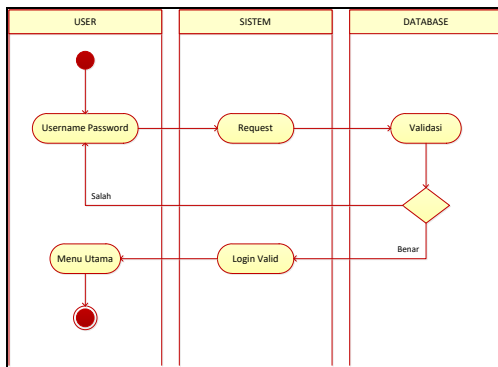 USER
SISTEM
DATABASE
Username Password
Request
Validasi
Salah
Benar
Menu Utama
Login Valid